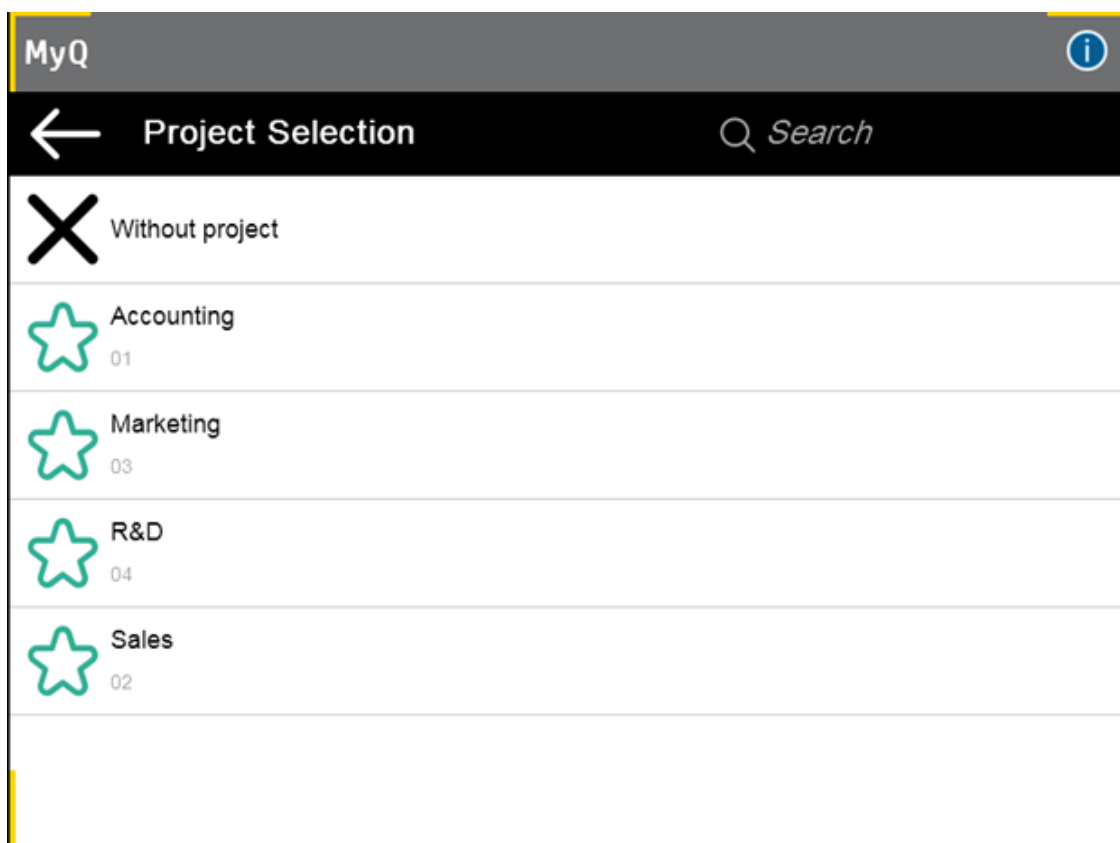 MyQ
Project Selection
Search
Without project
Accounting
01
Marketing
03
R&D
04
Sales
02